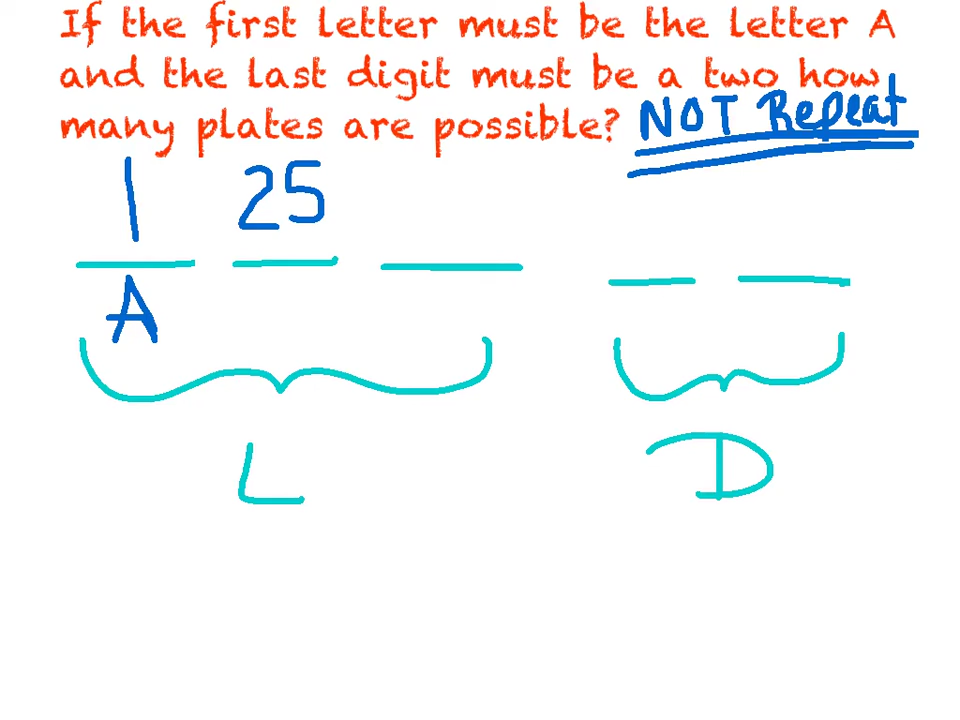 If the first letter must be the letter A
and the last digit must be a two how
many plates are possible? NOT Repeat
1 25
A
L D